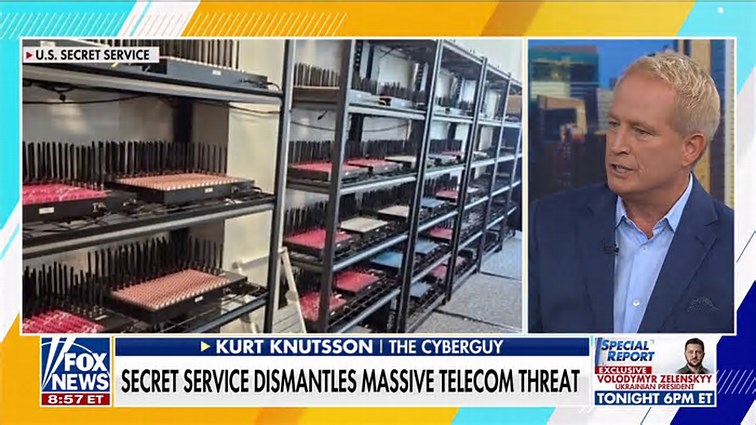 U.S. SECRET SERVICE
KURT KNUTSSON | THE CYBERGUY
SECRET SERVICE DISMANTLES MASSIVE TELECOM THREAT
FOX
NEWS
8:57 ET
SPECIAL
REPORT
EXCLUSIVE
VOLODYMYR ZELENSKYY
UKRAINIAN PRESIDENT
TONIGHT 6PM ET